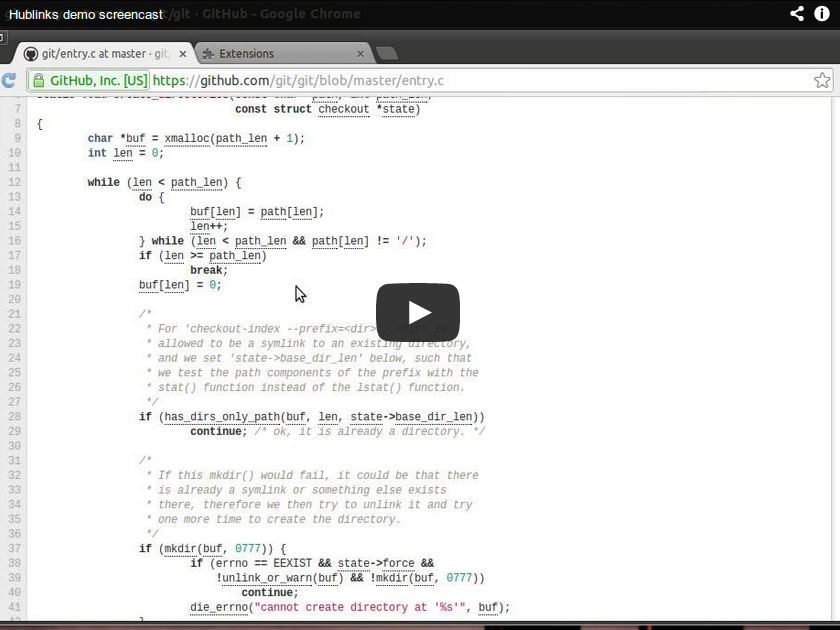 Hublinks demo screencast /git · GitHub - Google Chrome
git/entry.c at master · git × Extensions ×
GitHub, Inc. [US] https://github.com/git/git/blob/master/entry.c
7 const struct checkout *state)
8 {
9 char *buf = xmalloc(path_len + 1);
10 int len = 0;
11
12 while (len < path_len) {
13 do {
14 buf[len] = path[len];
15 len++;
16 } while (len < path_len && path[len] != '/');
17 if (len >= path_len)
18 break;
19 buf[len] = 0;
20
21 /*
22 * For 'checkout-index --prefix=<dir>
23 * allowed to be a symlink to an existing directory,
24 * and we set 'state->base_dir_len' below, such that
25 * we test the path components of the prefix with the
26 * stat() function instead of the lstat() function.
27 */
28 if (has_dirs_only_path(buf, len, state->base_dir_len))
29 continue; /* ok, it is already a directory. */
30
31 /*
32 * If this mkdir() would fail, it could be that there
33 * is already a symlink or something else exists
34 * there, therefore we then try to unlink it and try
35 * one more time to create the directory.
36 */
37 if (mkdir(buf, 0777)) {
38 if (errno == EEXIST && state->force &&
39 !unlink_or_warn(buf) && !mkdir(buf, 0777))
40 continue;
41 die_errno("cannot create directory at '%s'", buf);